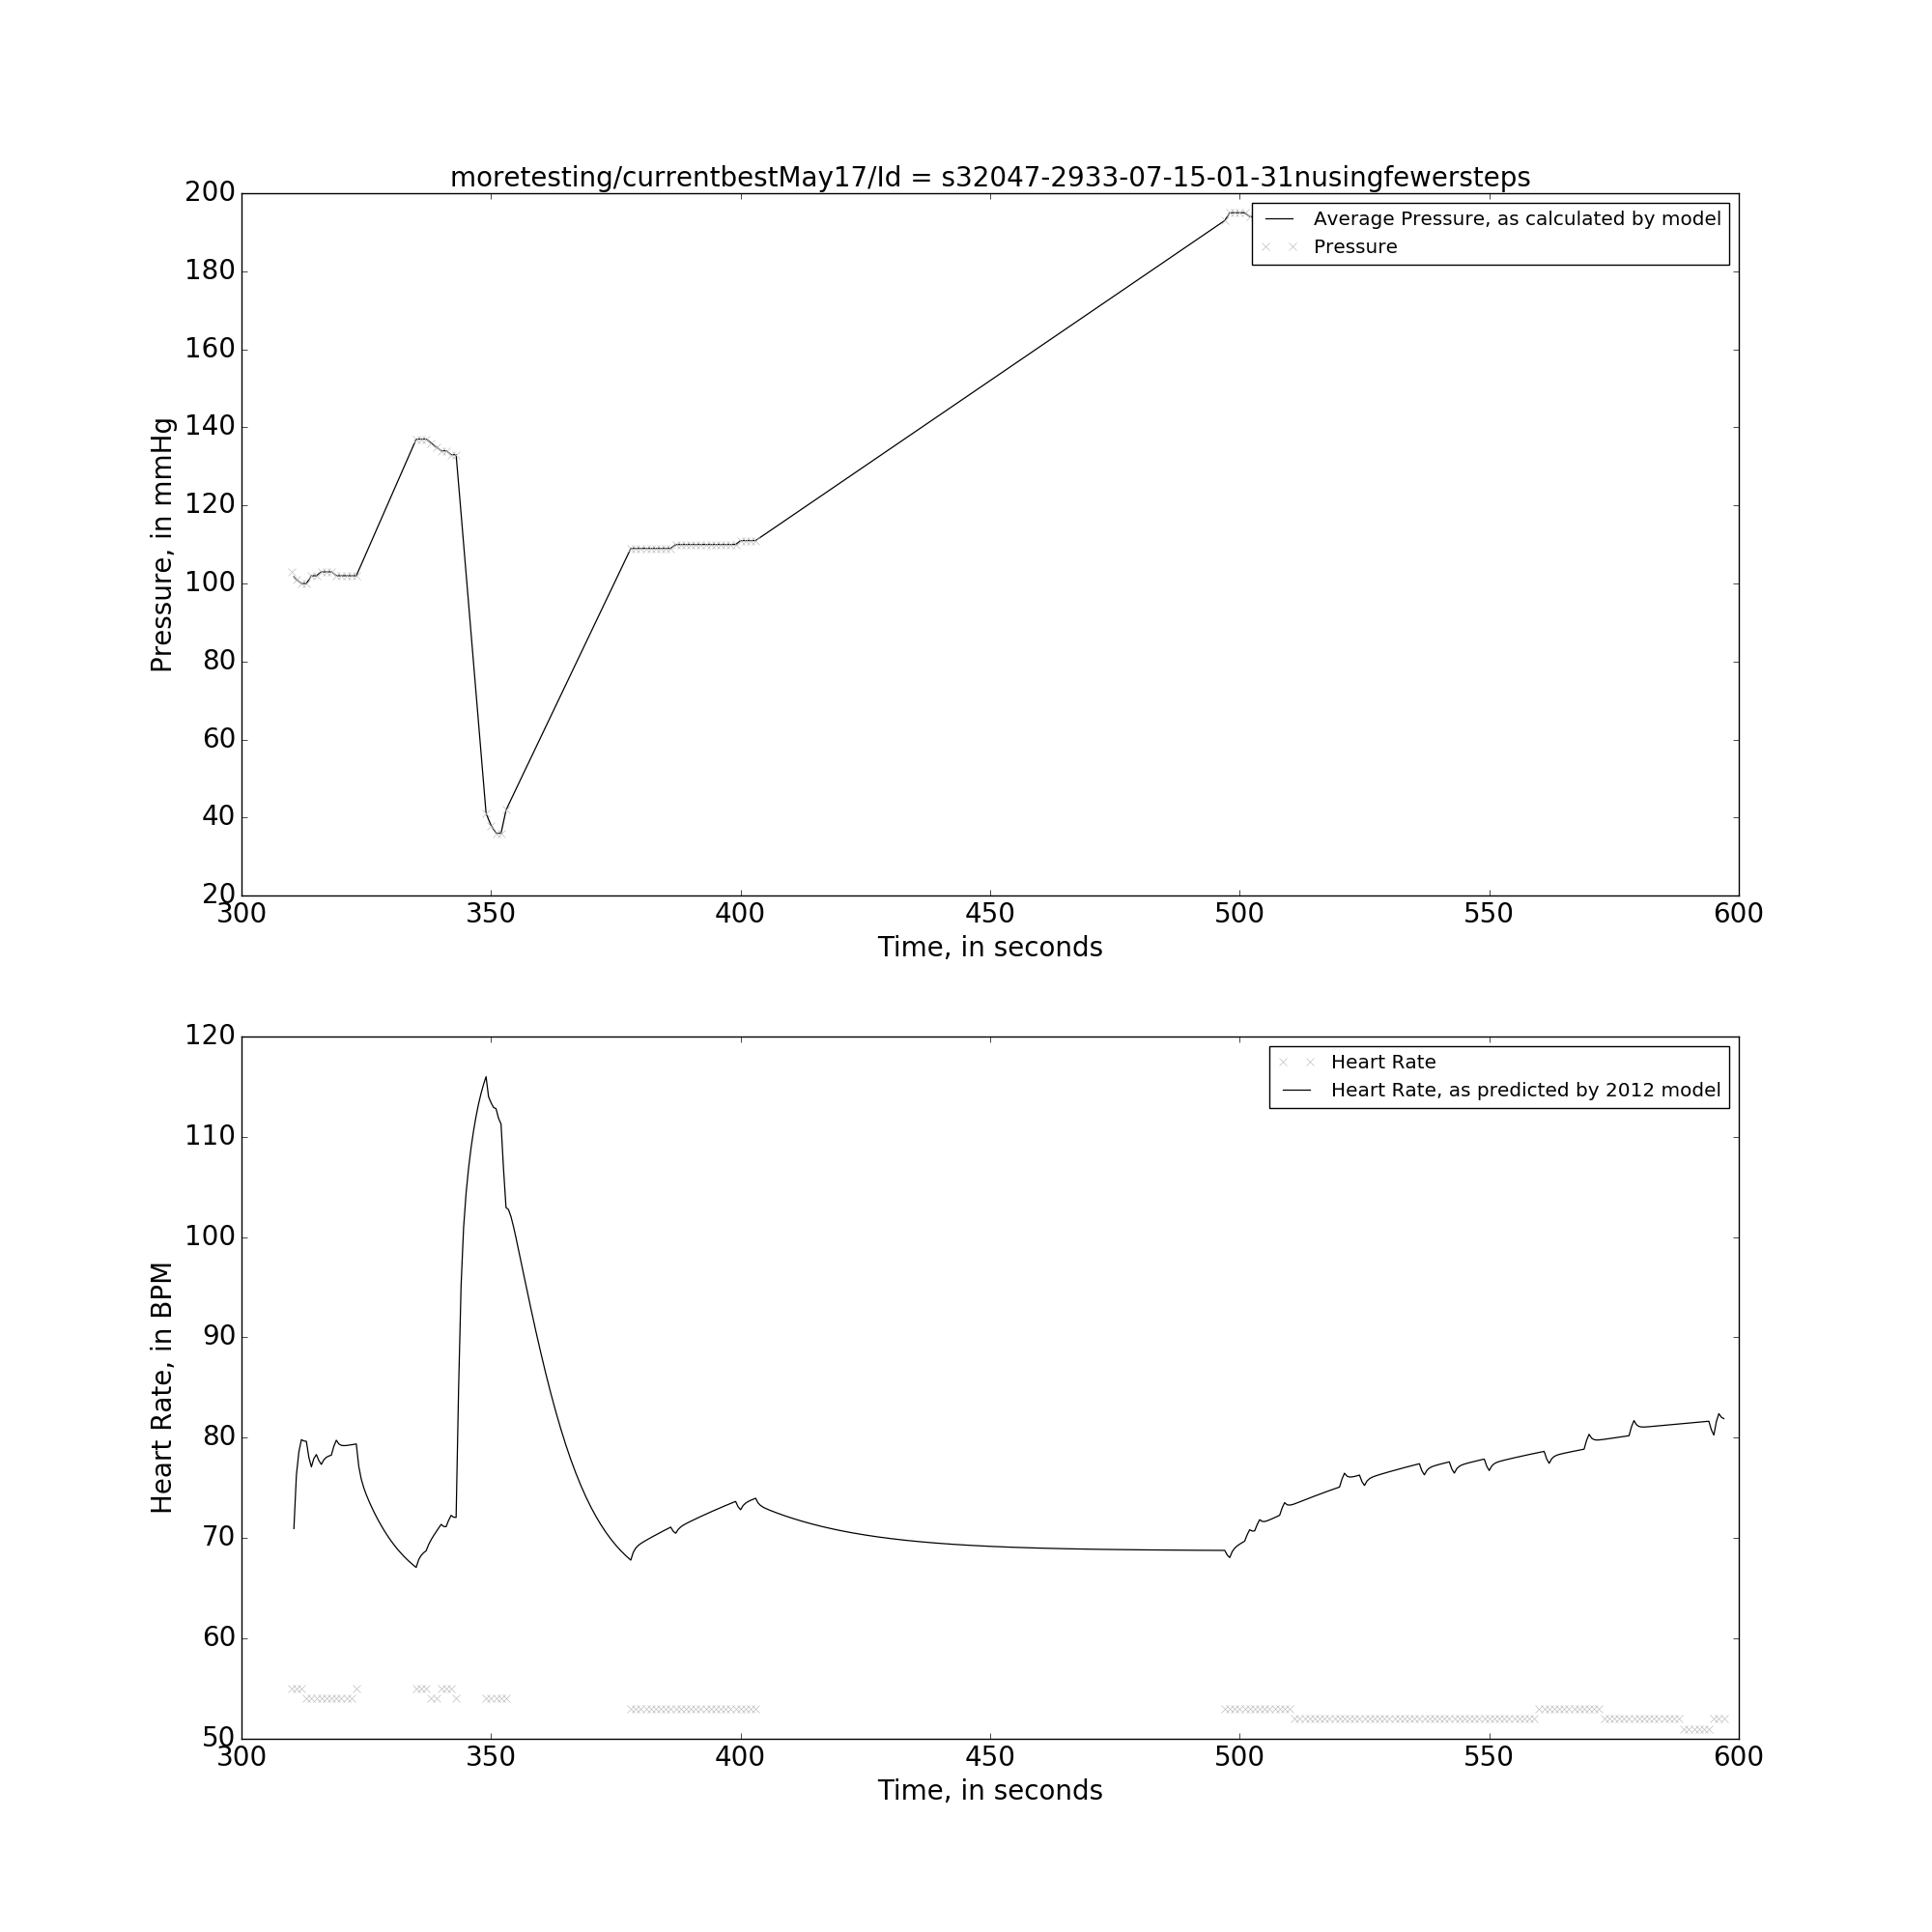 moretesting/currentbestMay17/Id = s32047-2933-07-15-01-31nusingfewersteps
200
180
160
140
120
100
80
60
40
20
Pressure, in mmHg
Average Pressure, as calculated by model
Pressure
300 350 400 450 500 550 600
Time, in seconds
120
110
100
90
80
70
60
50
Heart Rate, in BPM
Heart Rate
Heart Rate, as predicted by 2012 model
300 350 400 450 500 550 600
Time, in seconds